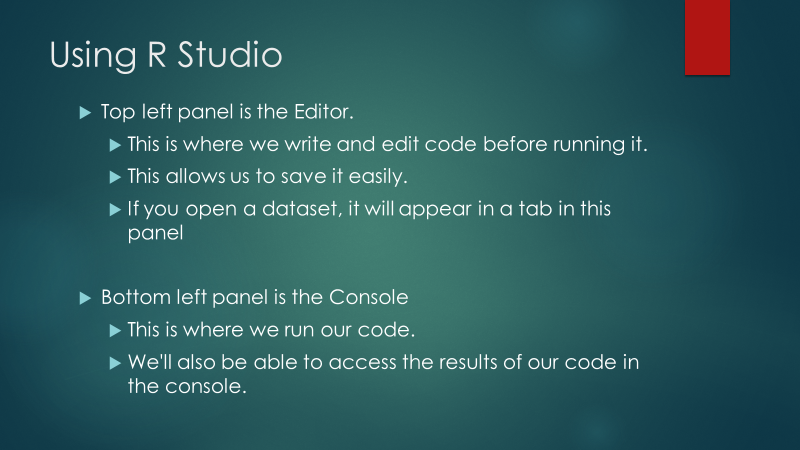 Using R Studio
Top left panel is the Editor.
This is where we write and edit code before running it.
This allows us to save it easily.
If you open a dataset, it will appear in a tab in this
panel
Bottom left panel is the Console
This is where we run our code.
We'll also be able to access the results of our code in
the console.